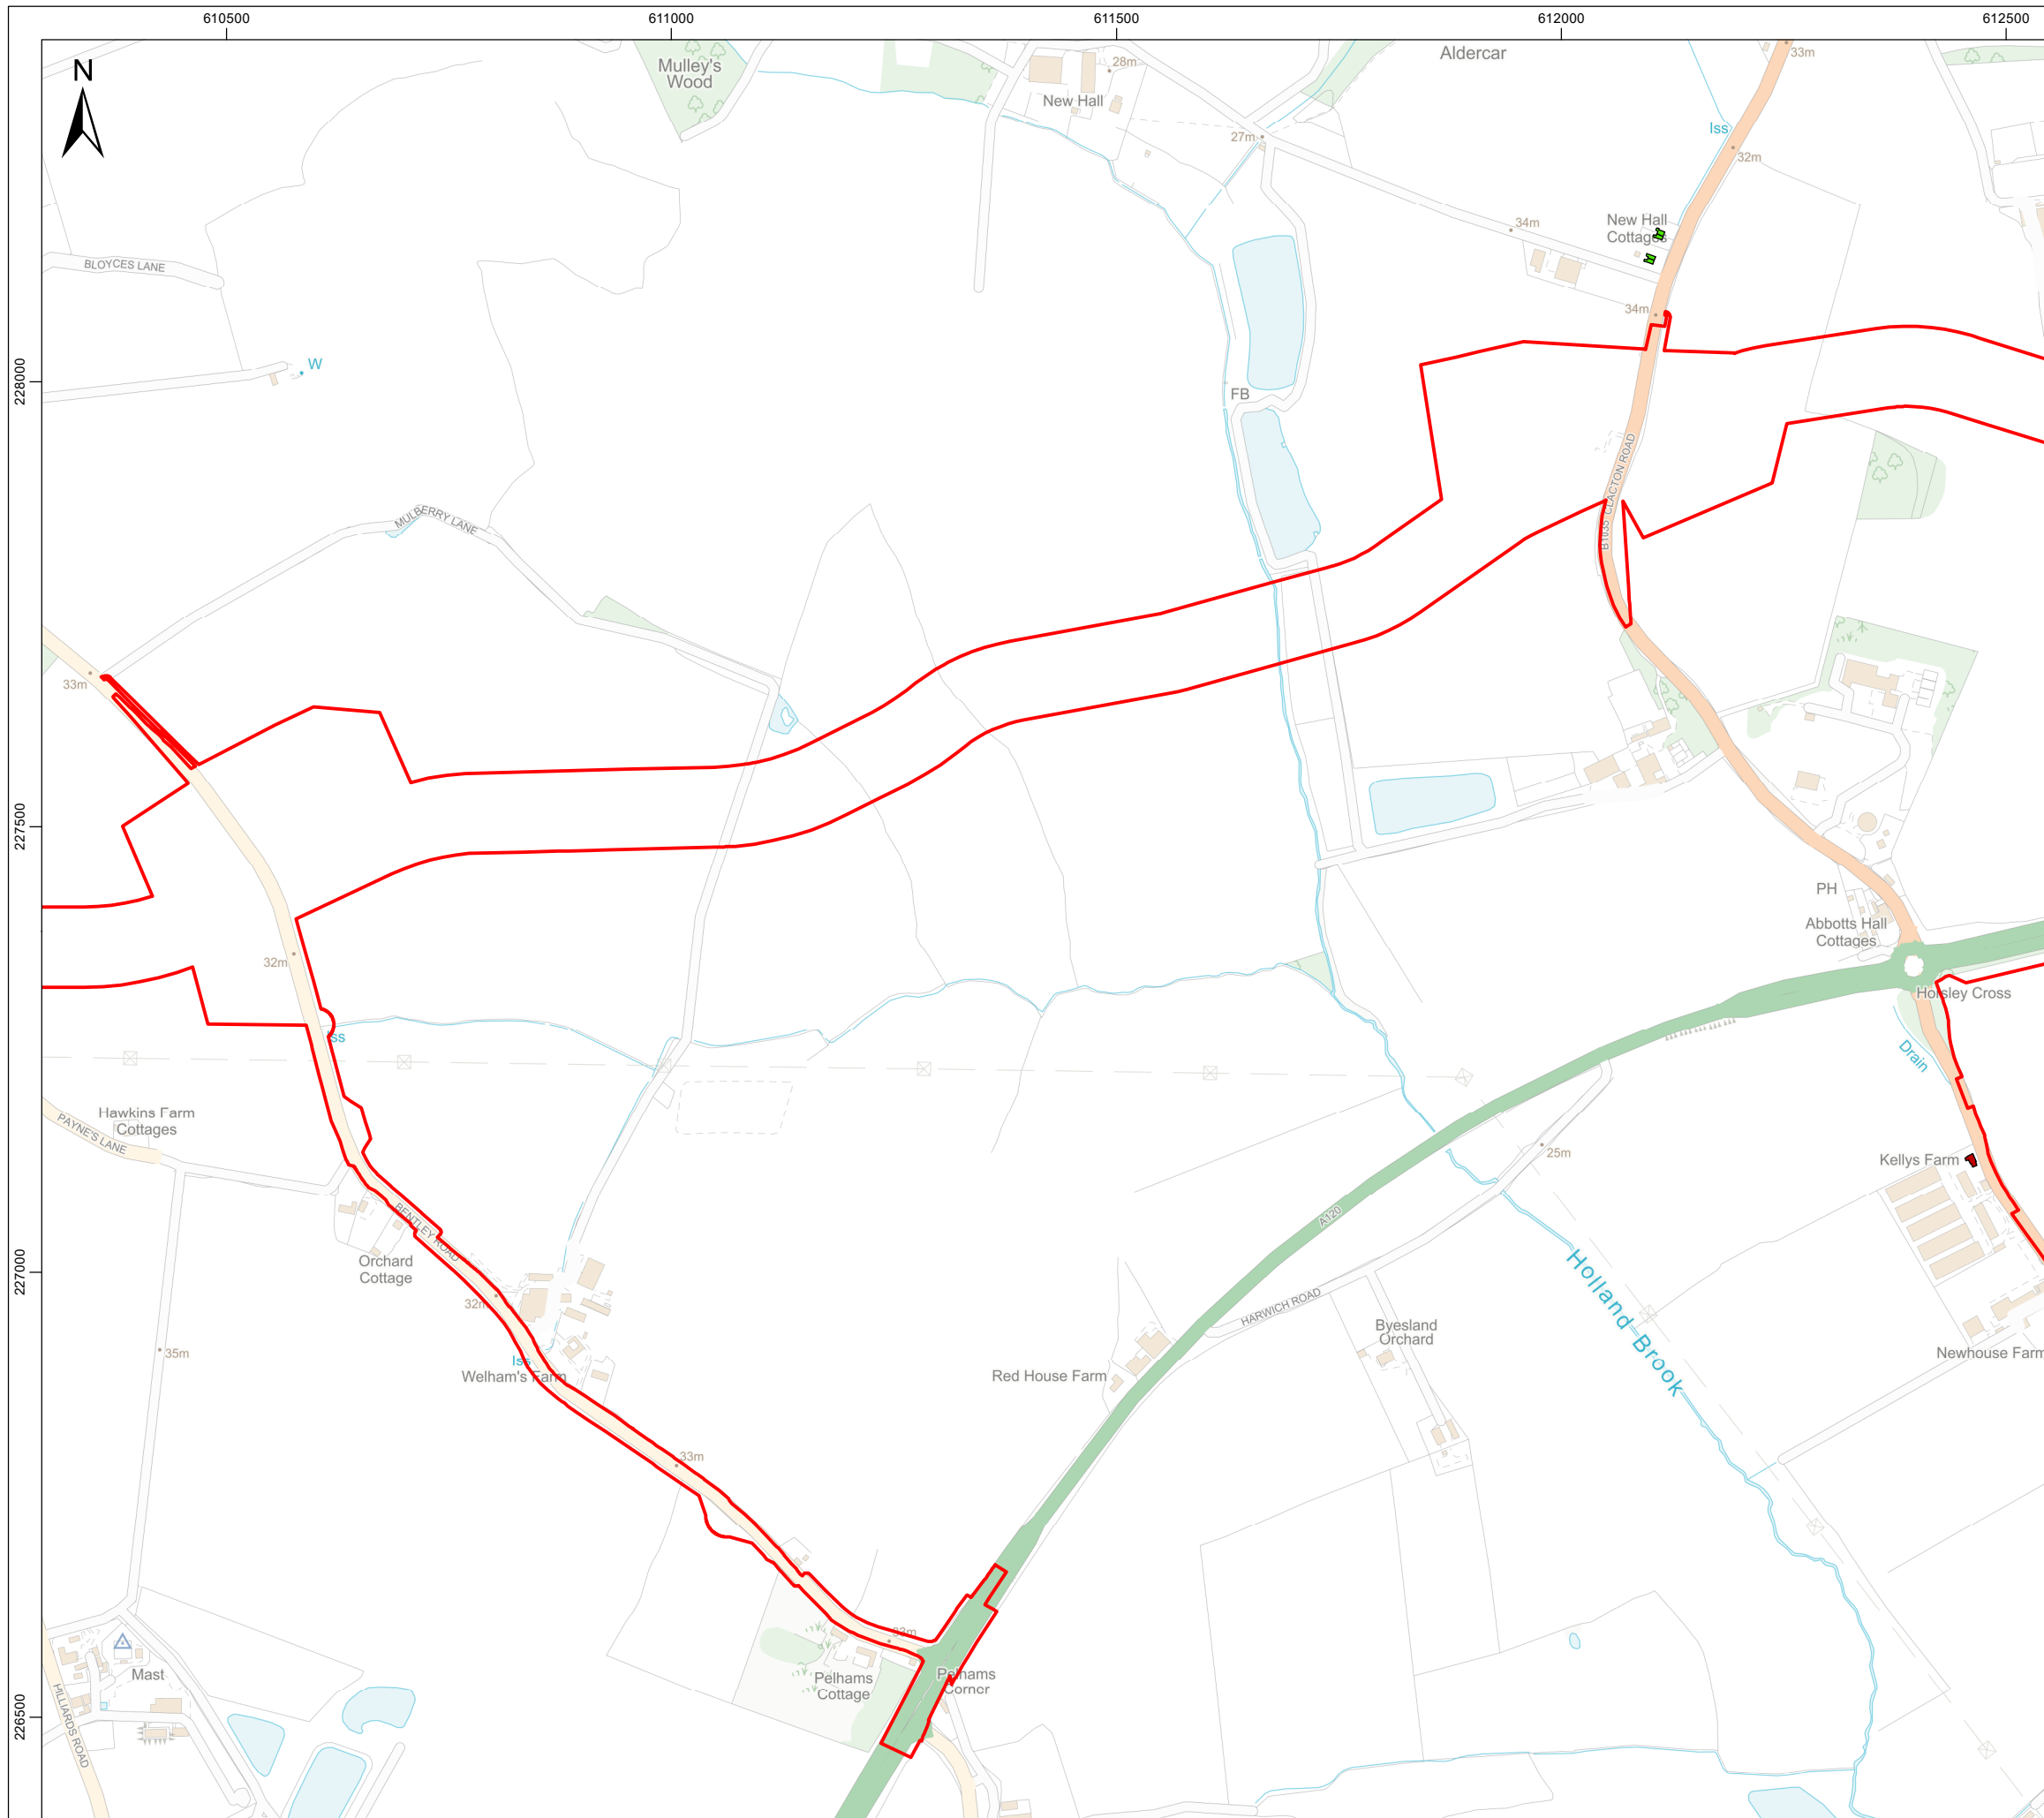 610500
611000
611500
612000
612500
N
228000
227500
227000
226500
Mulley's
Wood
28m
New Hall
Aldercar
33m
27m
Iss
32m
34m
New Hall
Cottages
34m
BLOYCES LANE
W
FB
MULBERRY LANE
B1035 CLACTON ROAD
33m
PH
Abbotts Hall
Cottages
Horsley Cross
32m
Iss
Drain
Hawkins Farm
Cottages
PAYNE'S LANE
25m
Kellys Farm
BENTLEY ROAD
A120
Orchard
Cottage
Holland Brook
32m
HARWICH ROAD
Byesland
Orchard
35m
Iss
Welham's Farm
Red House Farm
Newhouse Farm
33m
33m
Mast
Pelhams
Cottage
Pelhams
Corner
HILLIARDS ROAD